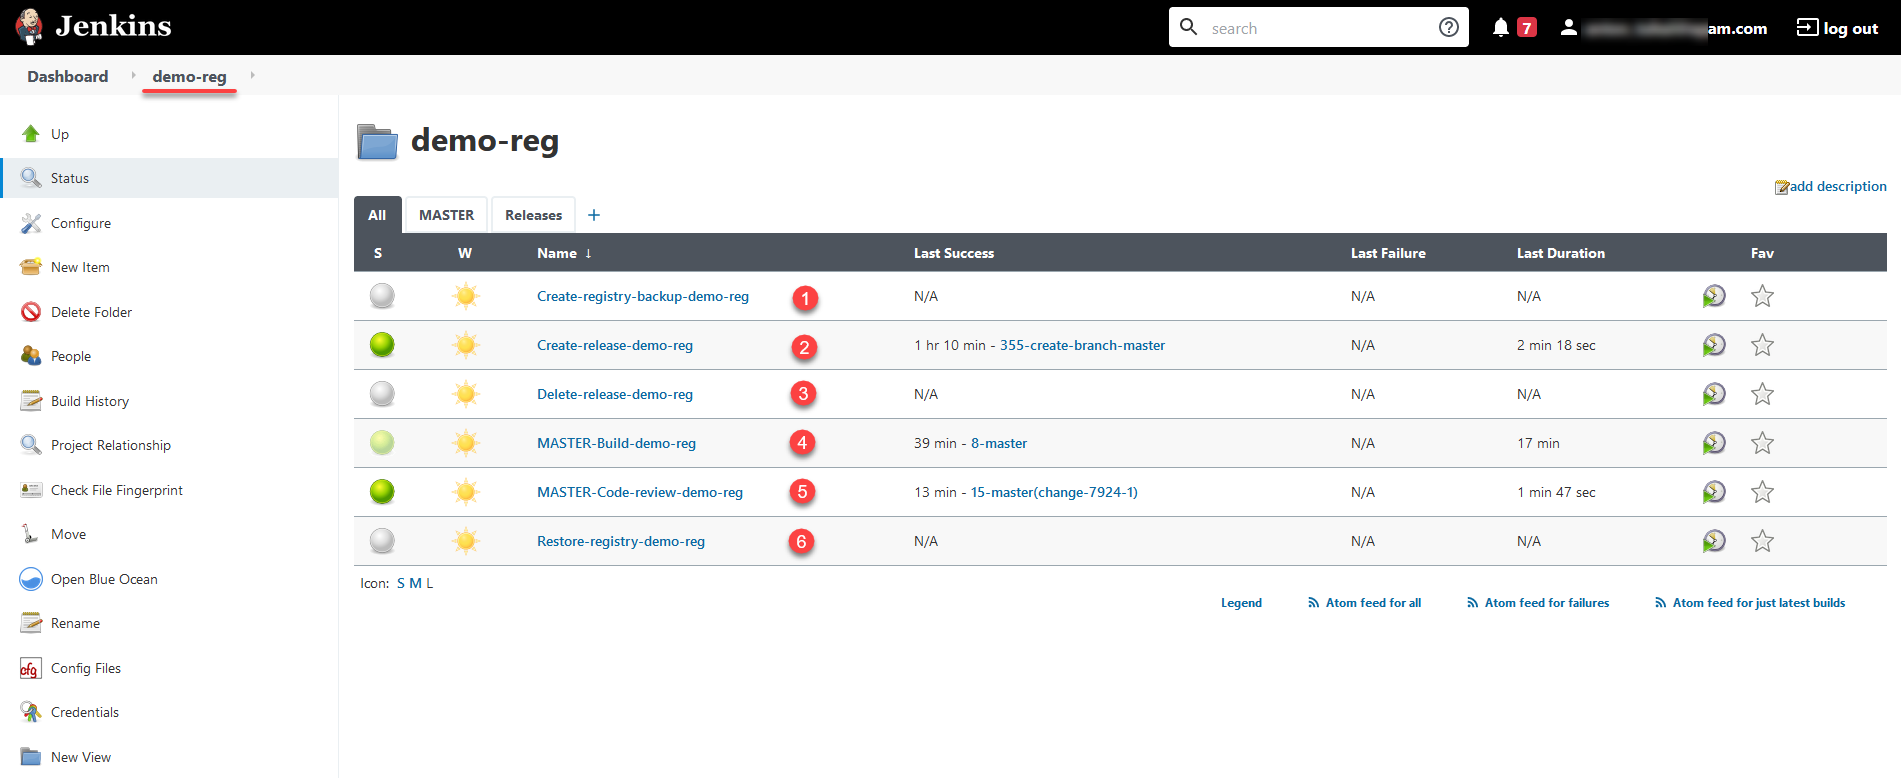 Jenkins
search
7
am.com
log out
Dashboard
demo-reg
Up
Status
Configure
New Item
Delete Folder
People
Build History
Project Relationship
Check File Fingerprint
Move
Open Blue Ocean
Rename
cfg Config Files
Credentials
New View
demo-reg
add description
All MASTER Releases +
S W Name ↓ Last Success Last Failure Last Duration Fav
Create-registry-backup-demo-reg 1 N/A N/A N/A
Create-release-demo-reg 2 1 hr 10 min - 355-create-branch-master N/A 2 min 18 sec
Delete-release-demo-reg 3 N/A N/A N/A
MASTER-Build-demo-reg 4 39 min - 8-master N/A 17 min
MASTER-Code-review-demo-reg 5 13 min - 15-master(change-7924-1) N/A 1 min 47 sec
Restore-registry-demo-reg 6 N/A N/A N/A
Icon: S M L
Legend Atom feed for all Atom feed for failures Atom feed for just latest builds